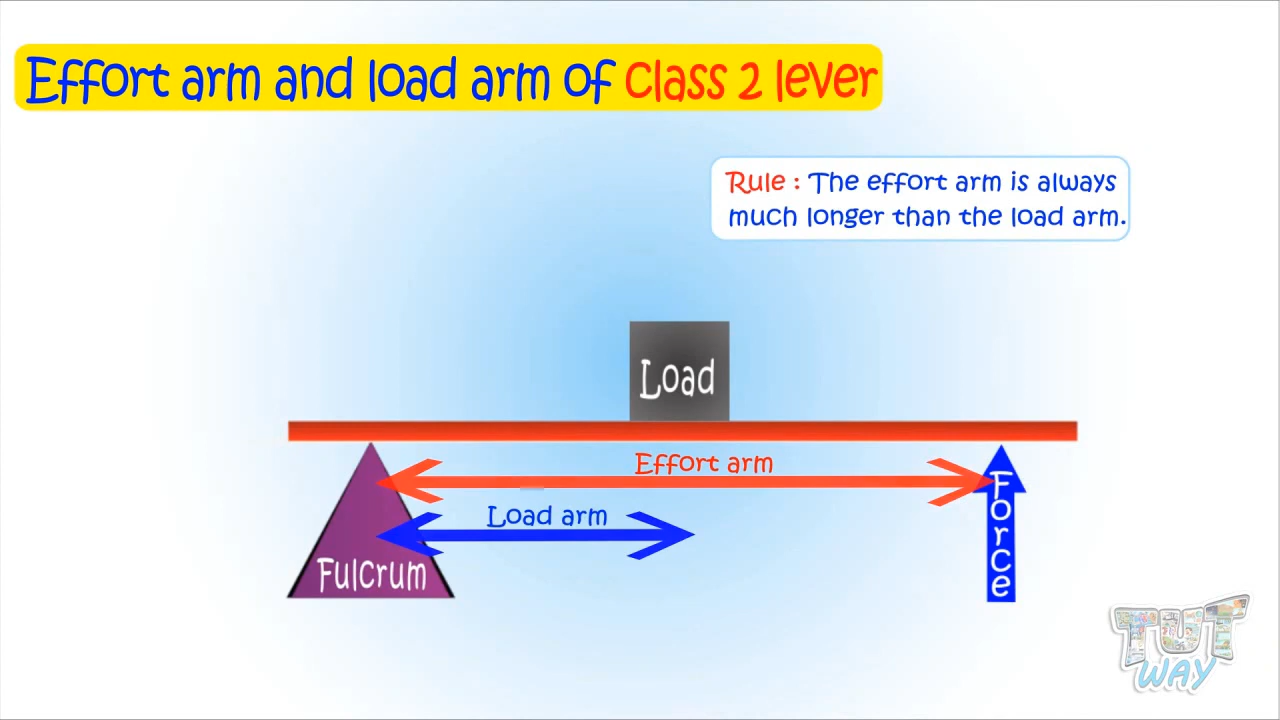 Effort arm and load arm of Class 2 lever
Rule : The effort arm is always
much longer than the load arm.
Load
Effort arm
Load arm
Fulcrum
Force
TUT
WAY